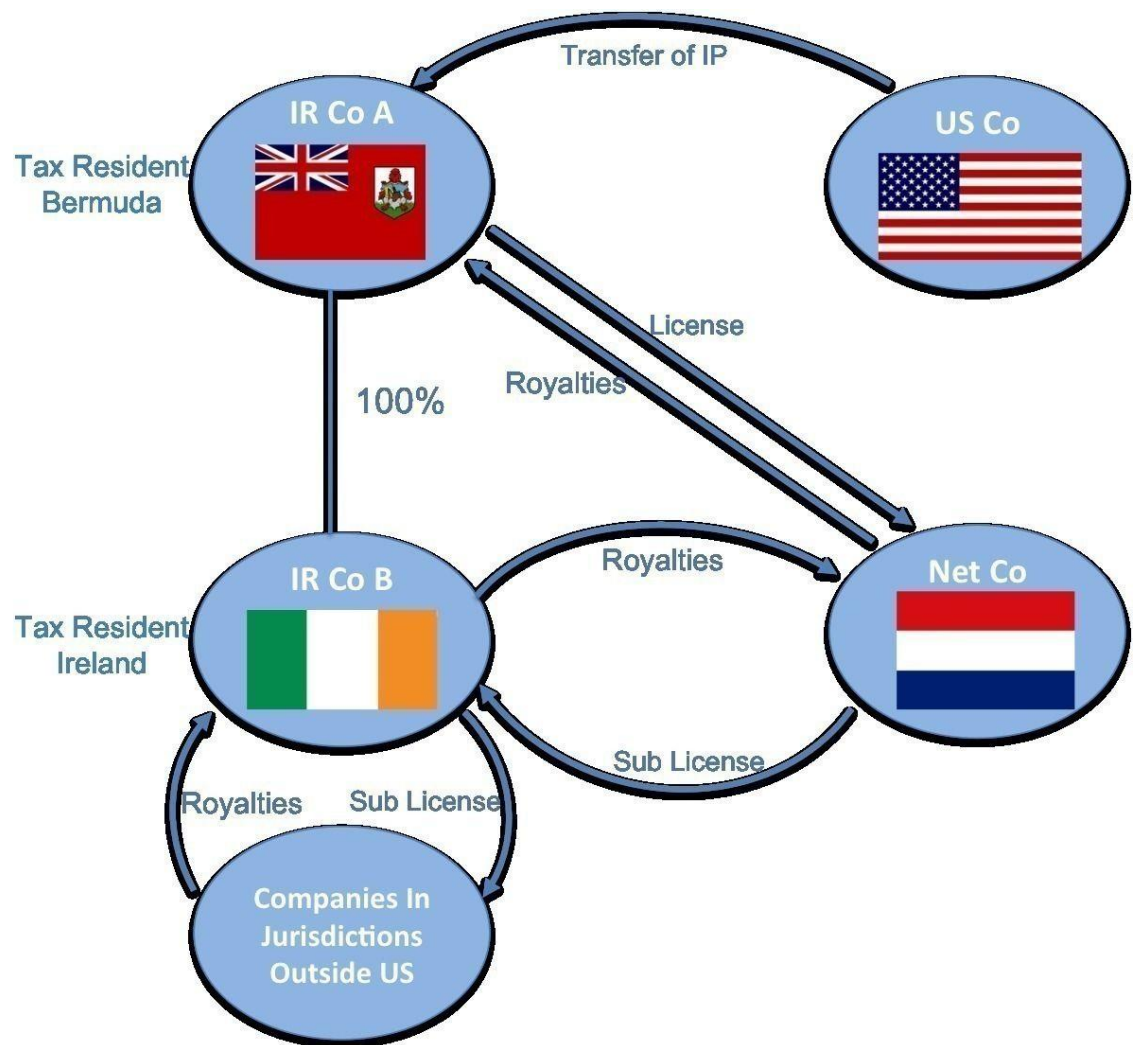 Transfer of IP
IR Co A
US Co
Tax Resident
Bermuda
License
Royalties
100%
IR Co B
Royalties
Net Co
Tax Resident
Ireland
Sub License
Royalties
Sub License
Companies In
Jurisdictions
Outside US